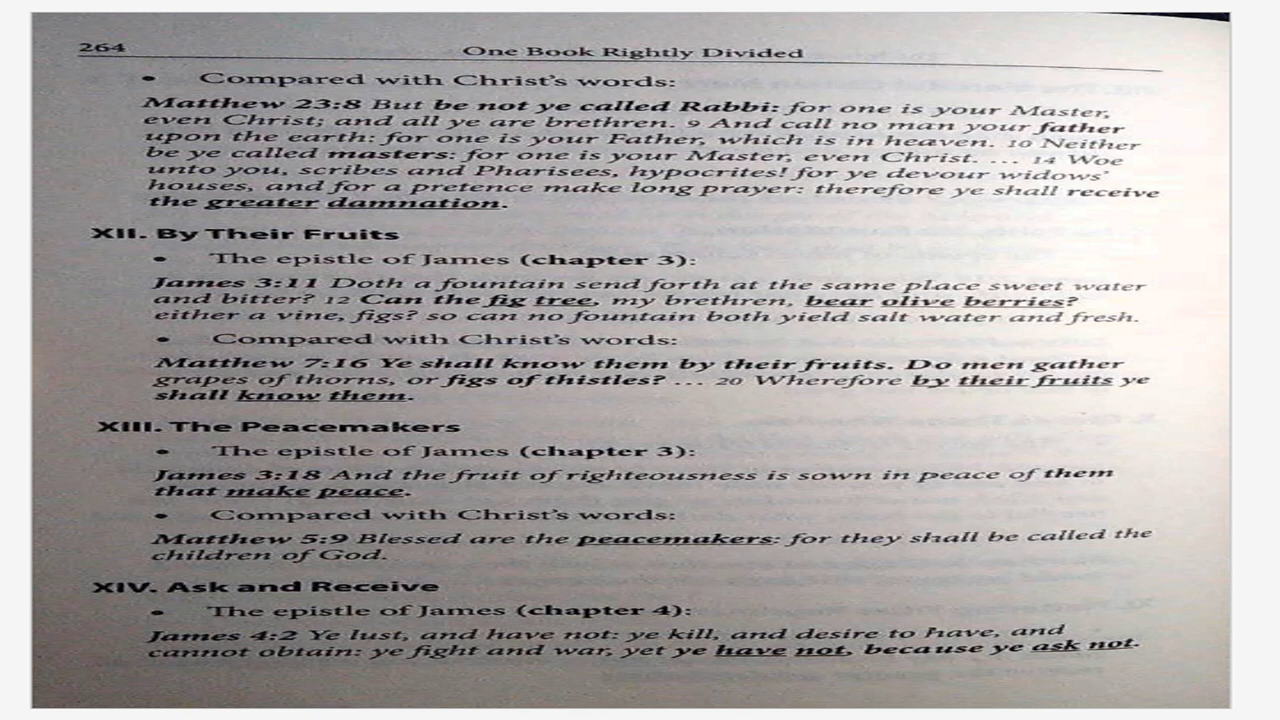 264
One Book Rightly Divided
• Compared with Christ's words:
Matthew 23:8 But be not ye called Rabbi: for one is your Master,
even Christ; and all ye are brethren. 9 And call no man your father
upon the earth: for one is your Father, which is in heaven. 10 Neither
be ye called masters: for one is your Master, even Christ. ... 14 Woe
unto you, scribes and Pharisees, hypocrites! for ye devour widows'
houses, and for a pretence make long prayer: therefore ye shall receive
the greater damnation.
XII. By Their Fruits
• The epistle of James (chapter 3):
James 3:11 Doth a fountain send forth at the same place sweet water
and bitter? 12 Can the fig tree, my brethren, bear olive berries?
either a vine, figs? so can no fountain both yield salt water and fresh.
• Compared with Christ's words:
Matthew 7:16 Ye shall know them by their fruits. Do men gather
grapes of thorns, or figs of thistles? ... 20 Wherefore by their fruits ye
shall know them.
XIII. The Peacemakers
• The epistle of James (chapter 3):
James 3:18 And the fruit of righteousness is sown in peace of them
that make peace.
• Compared with Christ's words:
Matthew 5:9 Blessed are the peacemakers: for they shall be called the
children of God.
XIV. Ask and Receive
• The epistle of James (chapter 4):
James 4:2 Ye lust, and have not: ye kill, and desire to have, and
cannot obtain: ye fight and war, yet ye have not, because ye ask not.